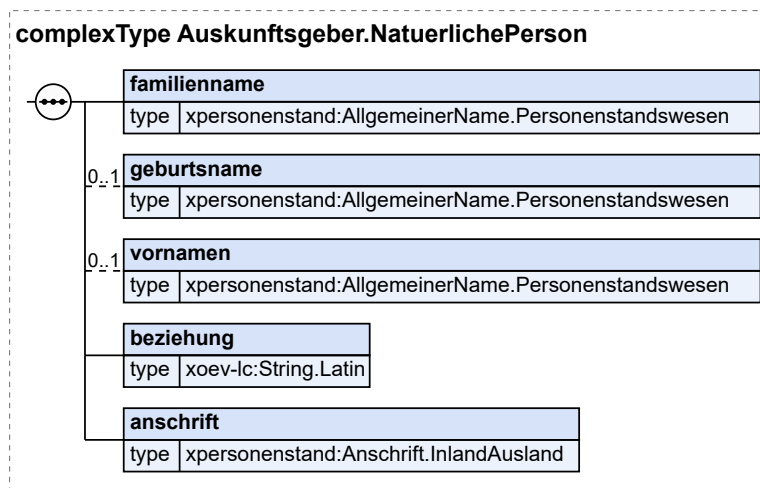 complexType Auskunftsgeber.NatuerlichePerson
familienname
type xpersonenstand:AllgemeinerName.Personenstandswesen
0..1 geburtsname
type xpersonenstand:AllgemeinerName.Personenstandswesen
0..1 vornamen
type xpersonenstand:AllgemeinerName.Personenstandswesen
beziehung
type xoev-lc:String.Latin
anschrift
type xpersonenstand:Anschrift.InlandAusland